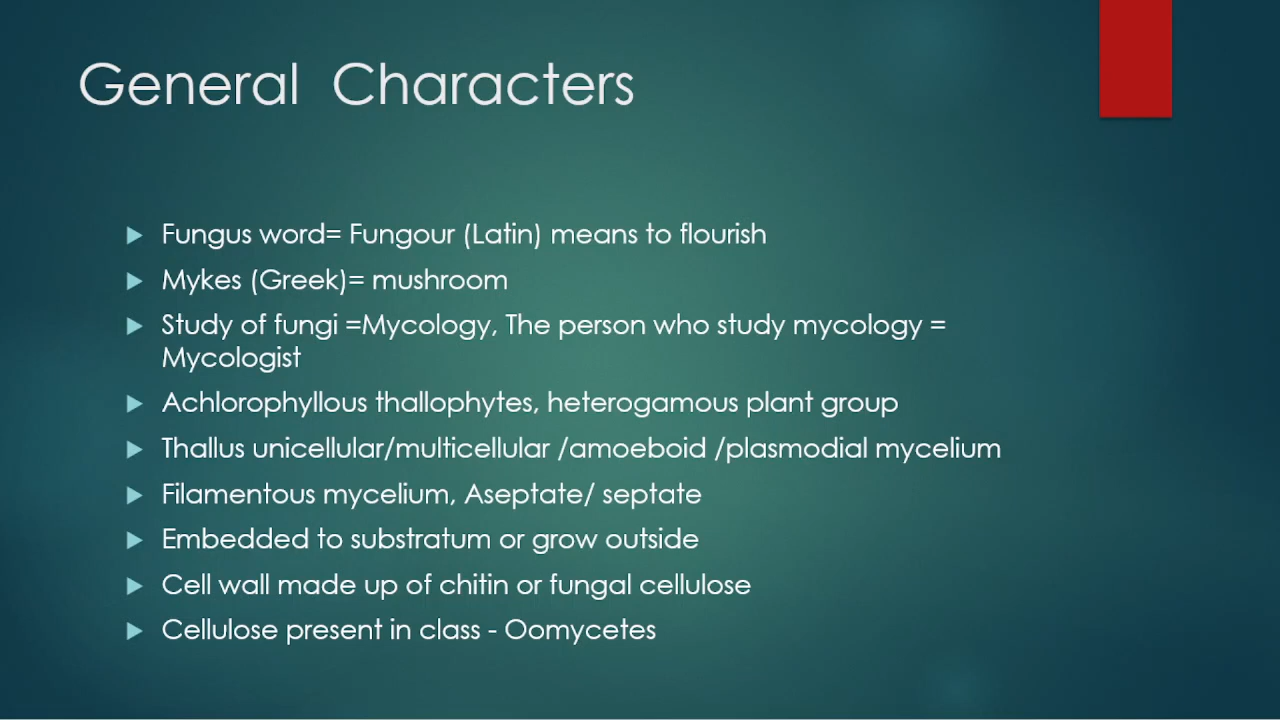 General Characters
Fungus word= Fungour (Latin) means to flourish
Mykes (Greek)= mushroom
Study of fungi =Mycology, The person who study mycology =
Mycologist
Achlorophyllous thallophytes, heterogamous plant group
Thallus unicellular/multicellular /amoeboid /plasmodial mycelium
Filamentous mycelium, Aseptate/ septate
Embedded to substratum or grow outside
Cell wall made up of chitin or fungal cellulose
Cellulose present in class - Oomycetes